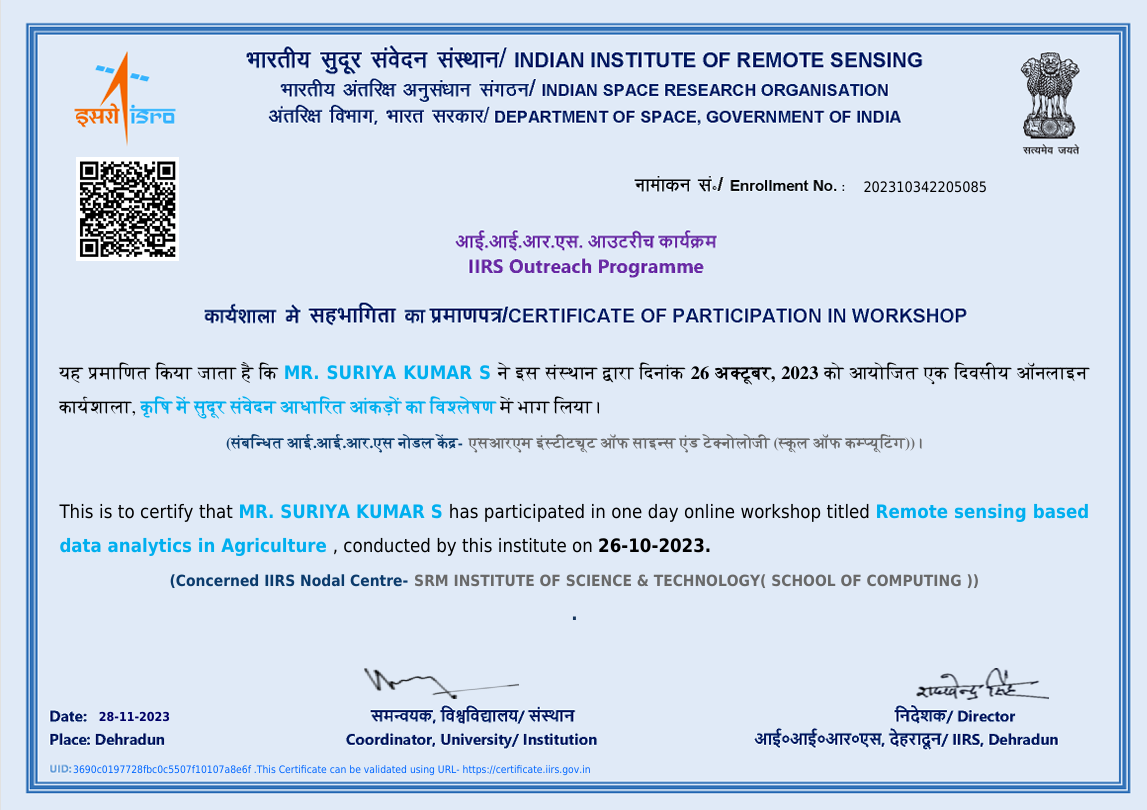 भारतीय सुदूर संवेदन संस्थान/ INDIAN INSTITUTE OF REMOTE SENSING
भारतीय अंतरिक्ष अनुसंधान संगठन/ INDIAN SPACE RESEARCH ORGANISATION
अंतरिक्ष विभाग, भारत सरकार/ DEPARTMENT OF SPACE, GOVERNMENT OF INDIA
इसरो isro
सत्यमेव जयते
नामांकन सं॰/ Enrollment No. : 202310342205085
आई.आई.आर.एस. आउटरीच कार्यक्रम
IIRS Outreach Programme
कार्यशाला मे सहभागिता का प्रमाणपत्र/CERTIFICATE OF PARTICIPATION IN WORKSHOP
यह प्रमाणित किया जाता है कि MR. SURIYA KUMAR S ने इस संस्थान द्वारा दिनांक 26 अक्टूबर, 2023 को आयोजित एक दिवसीय ऑनलाइन
कार्यशाला, कृषि में सुदूर संवेदन आधारित आंकड़ों का विश्लेषण में भाग लिया।
(संबन्धित आई.आई.आर.एस नोडल केंद्र- एसआरएम इंस्टीटयूट ऑफ साइन्स एंड टेक्नोलोजी (स्कूल ऑफ कम्प्यूटिंग))।
This is to certify that MR. SURIYA KUMAR S has participated in one day online workshop titled Remote sensing based
data analytics in Agriculture , conducted by this institute on 26-10-2023.
(Concerned IIRS Nodal Centre- SRM INSTITUTE OF SCIENCE & TECHNOLOGY( SCHOOL OF COMPUTING ))
.
Date: 28-11-2023
Place: Dehradun
समन्वयक, विश्वविद्यालय/ संस्थान
Coordinator, University/ Institution
निदेशक/ Director
आई०आई०आर०एस, देहरादून/ IIRS, Dehradun
UID:3690c0197728fbc0c5507f10107a8e6f .This Certificate can be validated using URL- https://certificate.iirs.gov.in